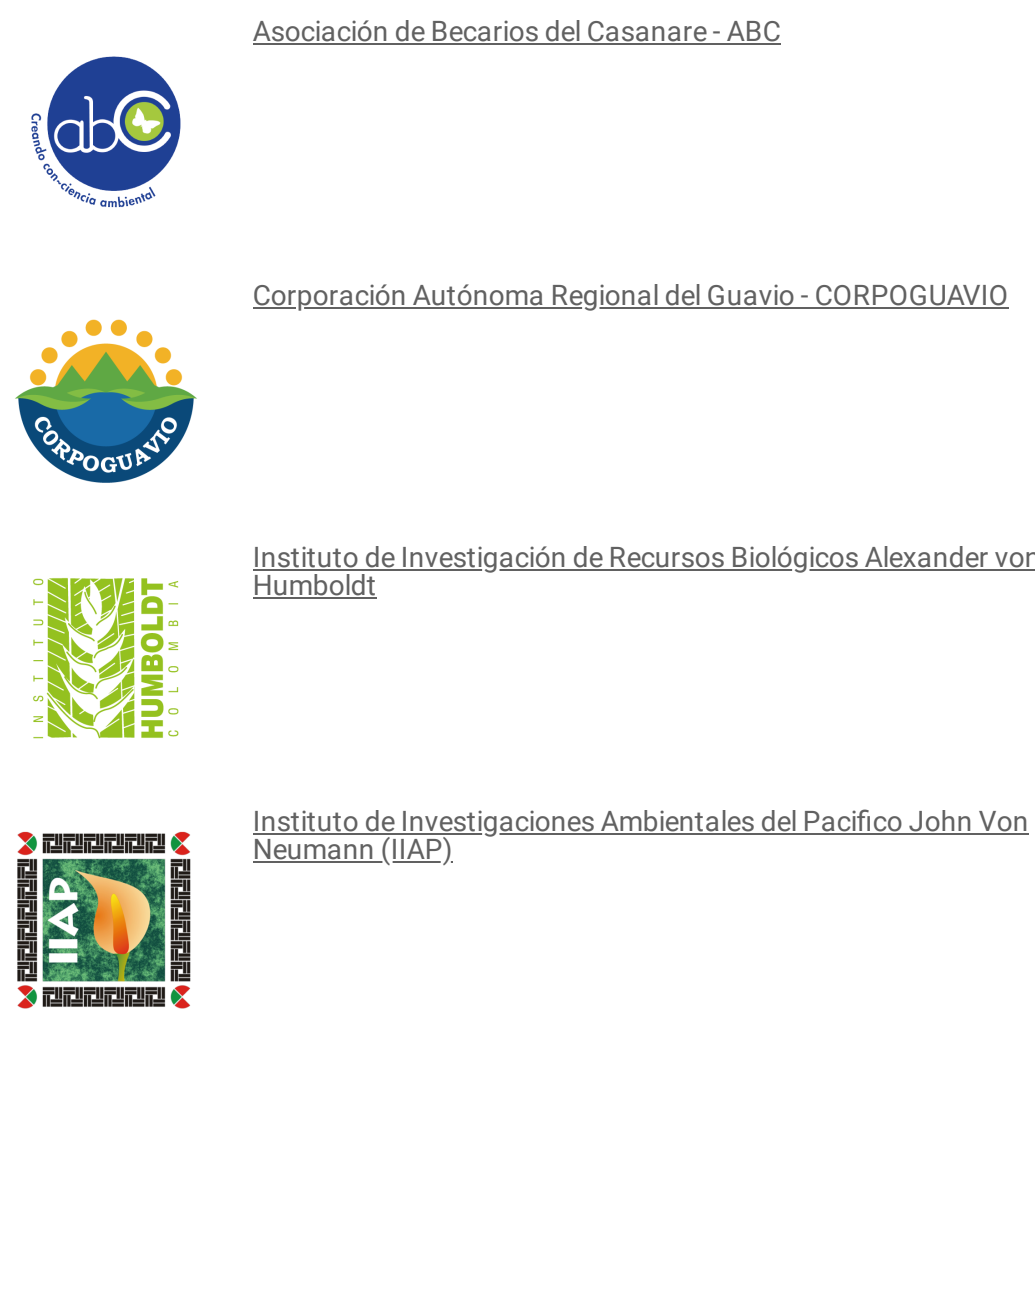 Asociación de Becarios del Casanare - ABC
abC
Creando con-ciencia ambiental
Corporación Autónoma Regional del Guavio - CORPOGUAVIO
CORPOGUAVIO
Instituto de Investigación de Recursos Biológicos Alexander von
Humboldt
INSTITUTO
HUMBOLDT
COLOMBIA
Instituto de Investigaciones Ambientales del Pacifico John Von
Neumann (IIAP)
IIAP